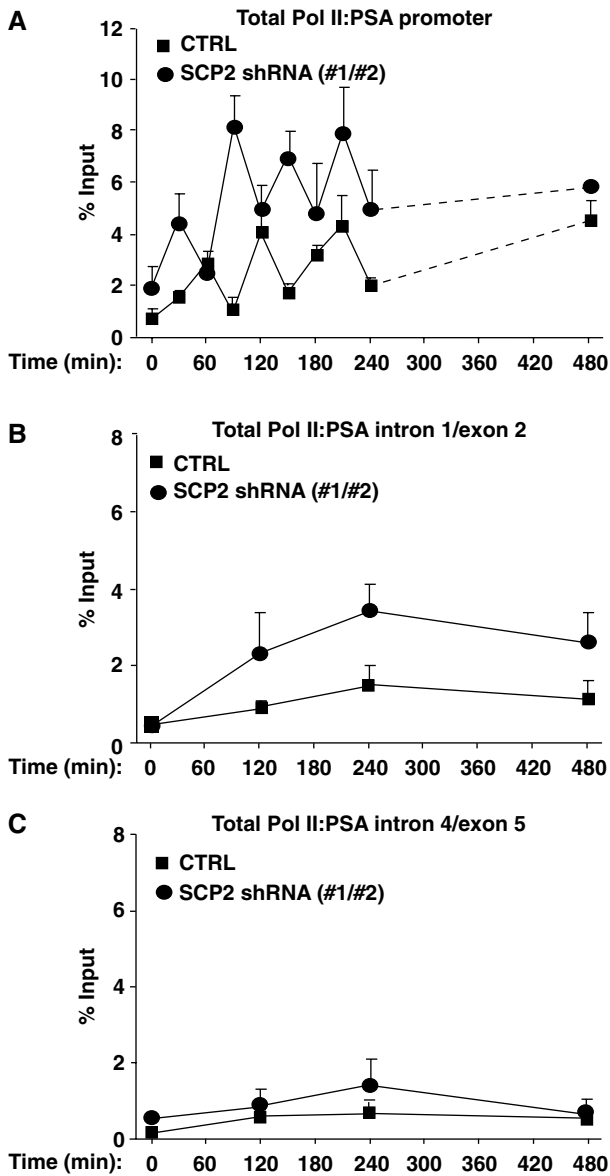 A
Total Pol II:PSA promoter
CTRL
SCP2 shRNA (#1/#2)
% Input
12
10
8
6
4
2
0
Time (min): 0 60 120 180 240 300 360 420 480
B
Total Pol II:PSA intron 1/exon 2
CTRL
SCP2 shRNA (#1/#2)
% Input
8
6
4
2
0
Time (min): 0 60 120 180 240 300 360 420 480
C
Total Pol II:PSA intron 4/exon 5
CTRL
SCP2 shRNA (#1/#2)
% Input
8
6
4
2
0
Time (min): 0 60 120 180 240 300 360 420 480